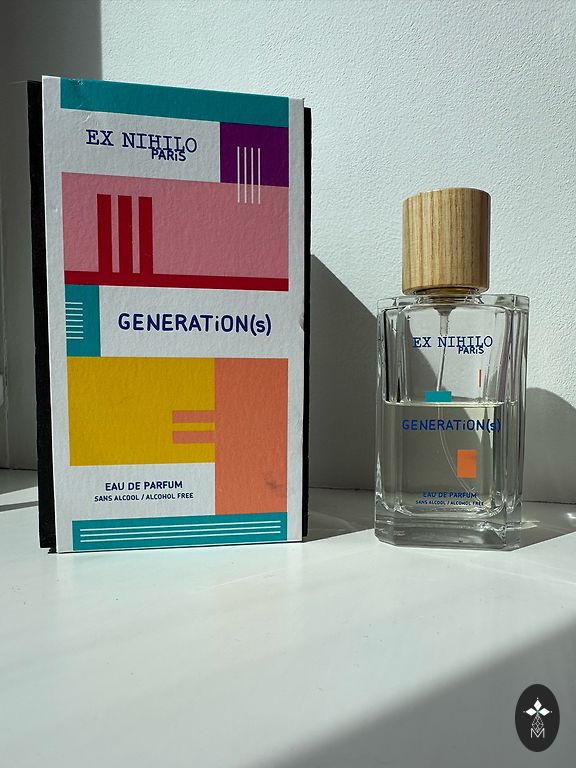 EX NIHILO
PARiS
GENERATiON(s)
EAU DE PARFUM
SANS ALCOOL / ALCOHOL FREE
EX NIHILO
PARiS
GENERATiON(s)
EAU DE PARFUM
SANS ALCOOL / ALCOHOL FREE
M